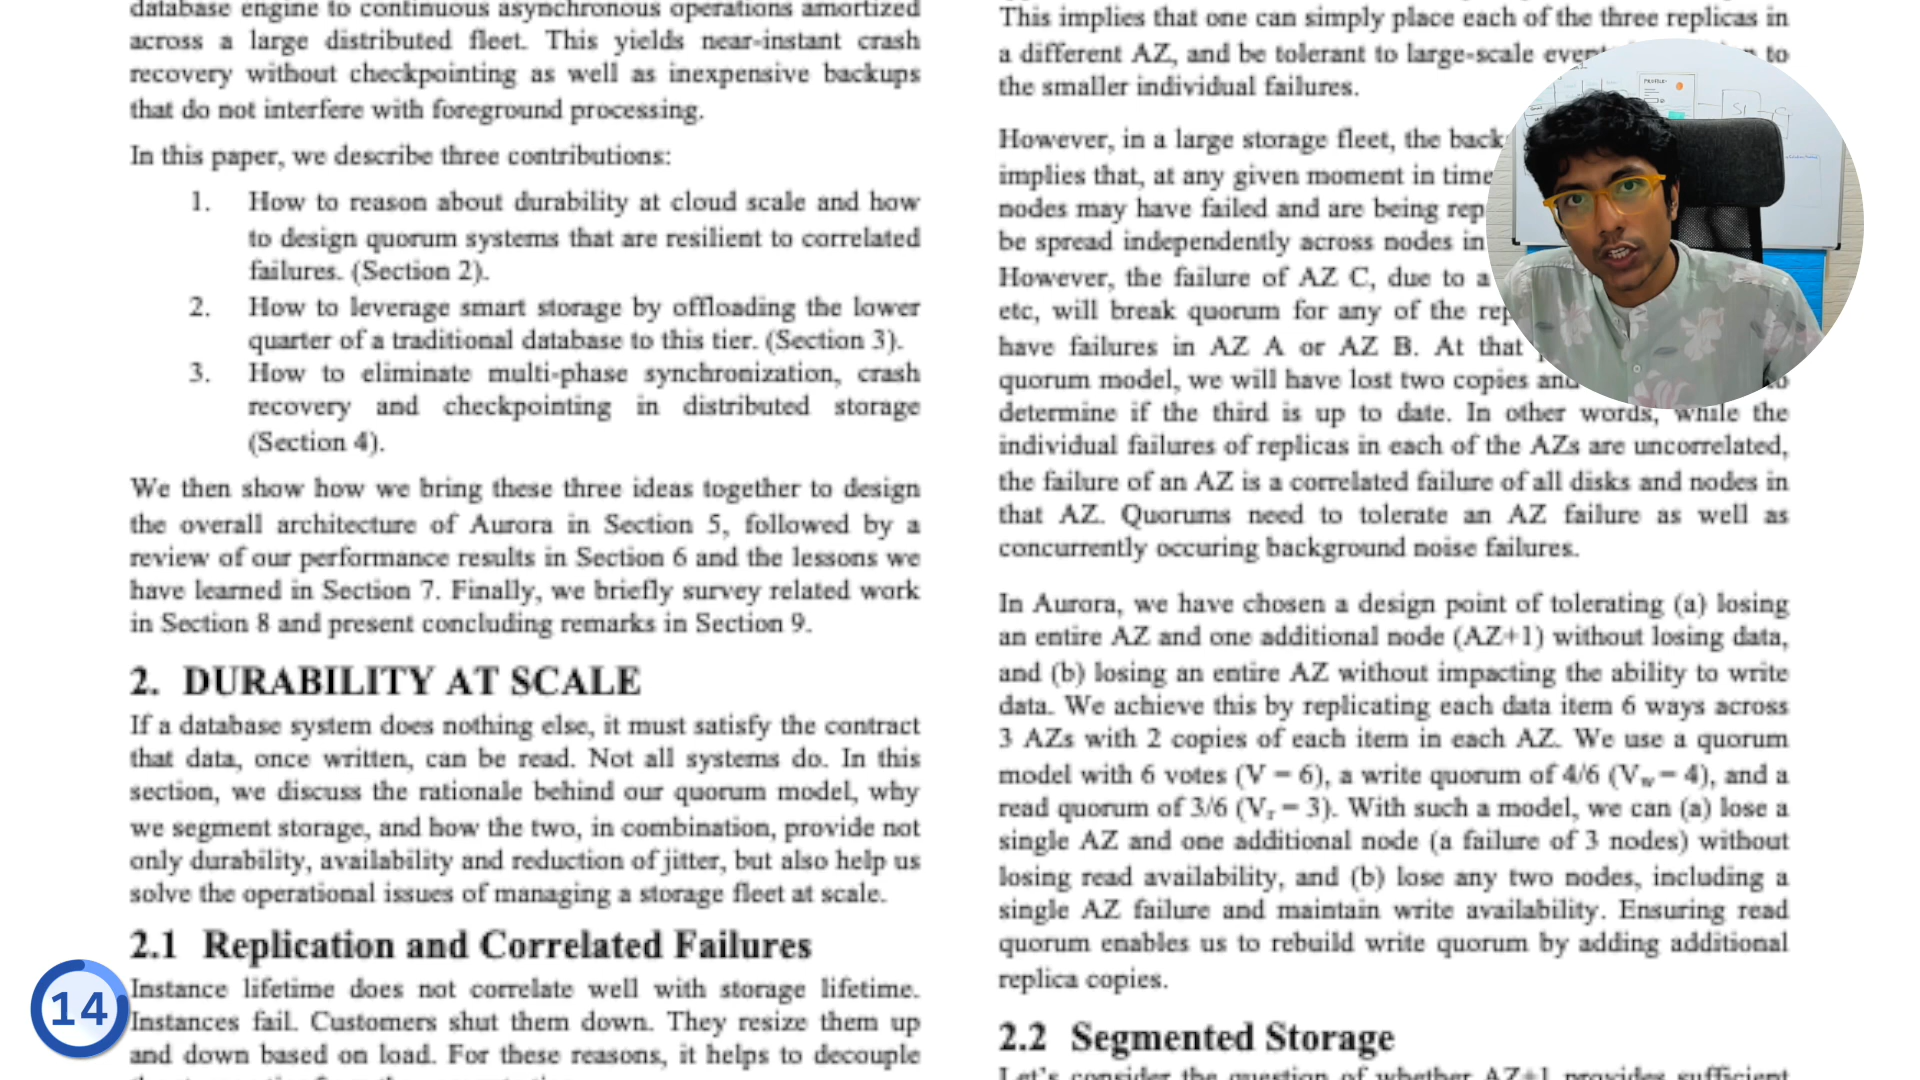 database engine to continuous asynchronous operations amortized
across a large distributed fleet. This yields near-instant crash
recovery without checkpointing as well as inexpensive backups
that do not interfere with foreground processing.
In this paper, we describe three contributions:
1. How to reason about durability at cloud scale and how
to design quorum systems that are resilient to correlated
failures. (Section 2).
2. How to leverage smart storage by offloading the lower
quarter of a traditional database to this tier. (Section 3).
3. How to eliminate multi-phase synchronization, crash
recovery and checkpointing in distributed storage
(Section 4).
We then show how we bring these three ideas together to design
the overall architecture of Aurora in Section 5, followed by a
review of our performance results in Section 6 and the lessons we
have learned in Section 7. Finally, we briefly survey related work
in Section 8 and present concluding remarks in Section 9.
2. DURABILITY AT SCALE
If a database system does nothing else, it must satisfy the contract
that data, once written, can be read. Not all systems do. In this
section, we discuss the rationale behind our quorum model, why
we segment storage, and how the two, in combination, provide not
only durability, availability and reduction of jitter, but also help us
solve the operational issues of managing a storage fleet at scale.
2.1 Replication and Correlated Failures
Instance lifetime does not correlate well with storage lifetime.
Instances fail. Customers shut them down. They resize them up
and down based on load. For these reasons, it helps to decouple
14
This implies that one can simply place each of the three replicas in
a different AZ, and be tolerant to large-scale to
the smaller individual failures.
However, in a large storage fleet, the
implies that, at any given moment in time
nodes may have failed and are being
be spread independently across nodes in
However, the failure of AZ C, due to a
etc, will break quorum for any of the
have failures in AZ A or AZ B. At that
quorum model, we will have lost two copies
determine if the third is up to date. In other words, while the
individual failures of replicas in each of the AZs are uncorrelated,
the failure of an AZ is a correlated failure of all disks and nodes in
that AZ. Quorums need to tolerate an AZ failure as well as
concurrently occuring background noise failures.
In Aurora, we have chosen a design point of tolerating (a) losing
an entire AZ and one additional node (AZ+1) without losing data,
and (b) losing an entire AZ without impacting the ability to write
data. We achieve this by replicating each data item 6 ways across
3 AZs with 2 copies of each item in each AZ. We use a quorum
model with 6 votes (V = 6), a write quorum of 4/6 (Vw = 4), and a
read quorum of 3/6 (Vr = 3). With such a model, we can (a) lose a
single AZ and one additional node (a failure of 3 nodes) without
losing read availability, and (b) lose any two nodes, including a
single AZ failure and maintain write availability. Ensuring read
quorum enables us to rebuild write quorum by adding additional
replica copies.
2.2 Segmented Storage
Let's consider the question of whether AZ+1 provides sufficient